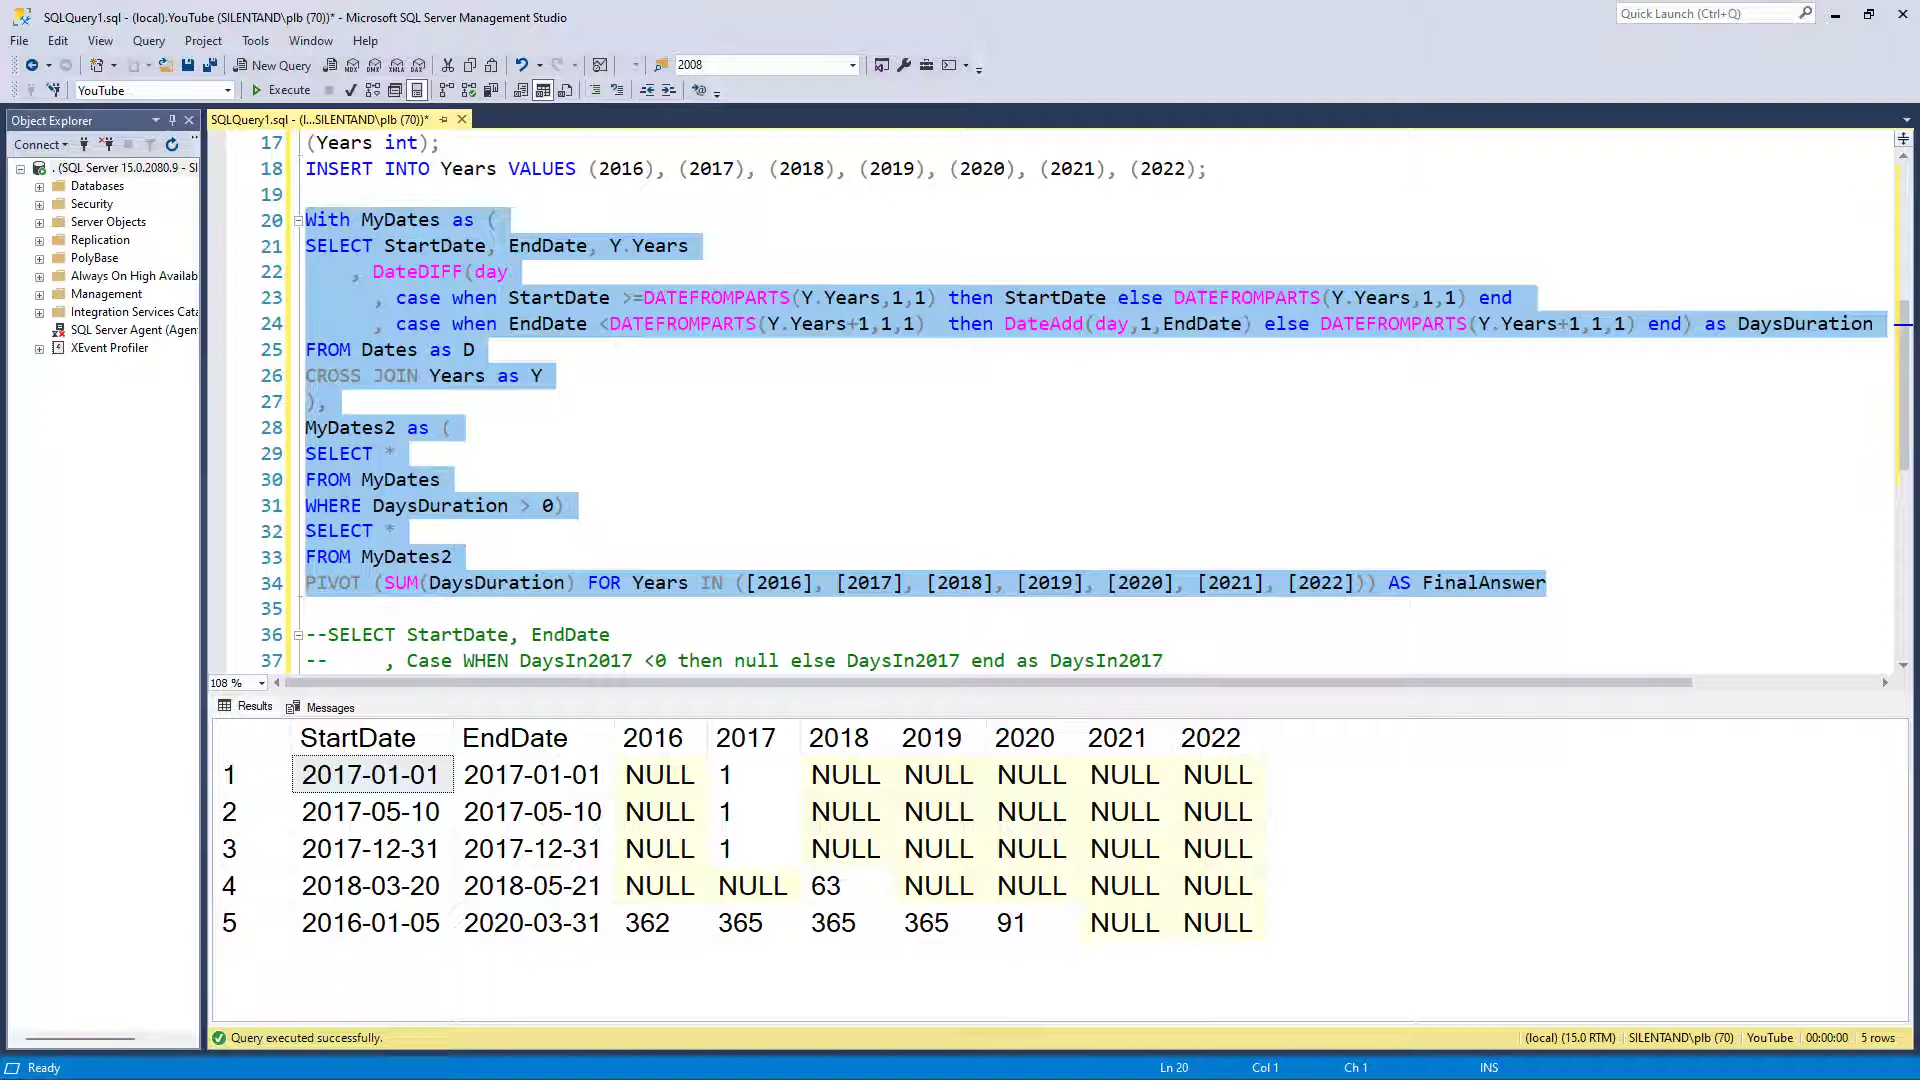 SQLQuery1.sql - (local).YouTube (SILENTAND\plb (70))* - Microsoft SQL Server Management Studio
Quick Launch (Ctrl+Q)
File Edit View Query Project Tools Window Help
New Query
2008
YouTube
Execute
Object Explorer
SQLQuery1.sql - (l...SILENTAND\plb (70))*
Connect
. (SQL Server 15.0.2080.9 - SI
Databases
Security
Server Objects
Replication
PolyBase
Always On High Availab
Management
Integration Services Cata
SQL Server Agent (Agen
XEvent Profiler
17 (Years int);
18 INSERT INTO Years VALUES (2016), (2017), (2018), (2019), (2020), (2021), (2022);
19
20 With MyDates as (
21 SELECT StartDate, EndDate, Y.Years
22 , DateDIFF(day
23 , case when StartDate >=DATEFROMPARTS(Y.Years,1,1) then StartDate else DATEFROMPARTS(Y.Years,1,1) end
24 , case when EndDate <DATEFROMPARTS(Y.Years+1,1,1) then DateAdd(day,1,EndDate) else DATEFROMPARTS(Y.Years+1,1,1) end) as DaysDuration
25 FROM Dates as D
26 CROSS JOIN Years as Y
27 ),
28 MyDates2 as (
29 SELECT *
30 FROM MyDates
31 WHERE DaysDuration > 0)
32 SELECT *
33 FROM MyDates2
34 PIVOT (SUM(DaysDuration) FOR Years IN ([2016], [2017], [2018], [2019], [2020], [2021], [2022])) AS FinalAnswer
35
36 --SELECT StartDate, EndDate
37 -- , Case WHEN DaysIn2017 <0 then null else DaysIn2017 end as DaysIn2017
108 %
Results Messages
StartDate EndDate 2016 2017 2018 2019 2020 2021 2022
1 2017-01-01 2017-01-01 NULL 1 NULL NULL NULL NULL NULL
2 2017-05-10 2017-05-10 NULL 1 NULL NULL NULL NULL NULL
3 2017-12-31 2017-12-31 NULL 1 NULL NULL NULL NULL NULL
4 2018-03-20 2018-05-21 NULL NULL 63 NULL NULL NULL NULL
5 2016-01-05 2020-03-31 362 365 365 365 91 NULL NULL
Query executed successfully.
(local) (15.0 RTM) SILENTAND\plb (70) YouTube 00:00:00 5 rows
Ready
Ln 20 Col 1 Ch 1 INS